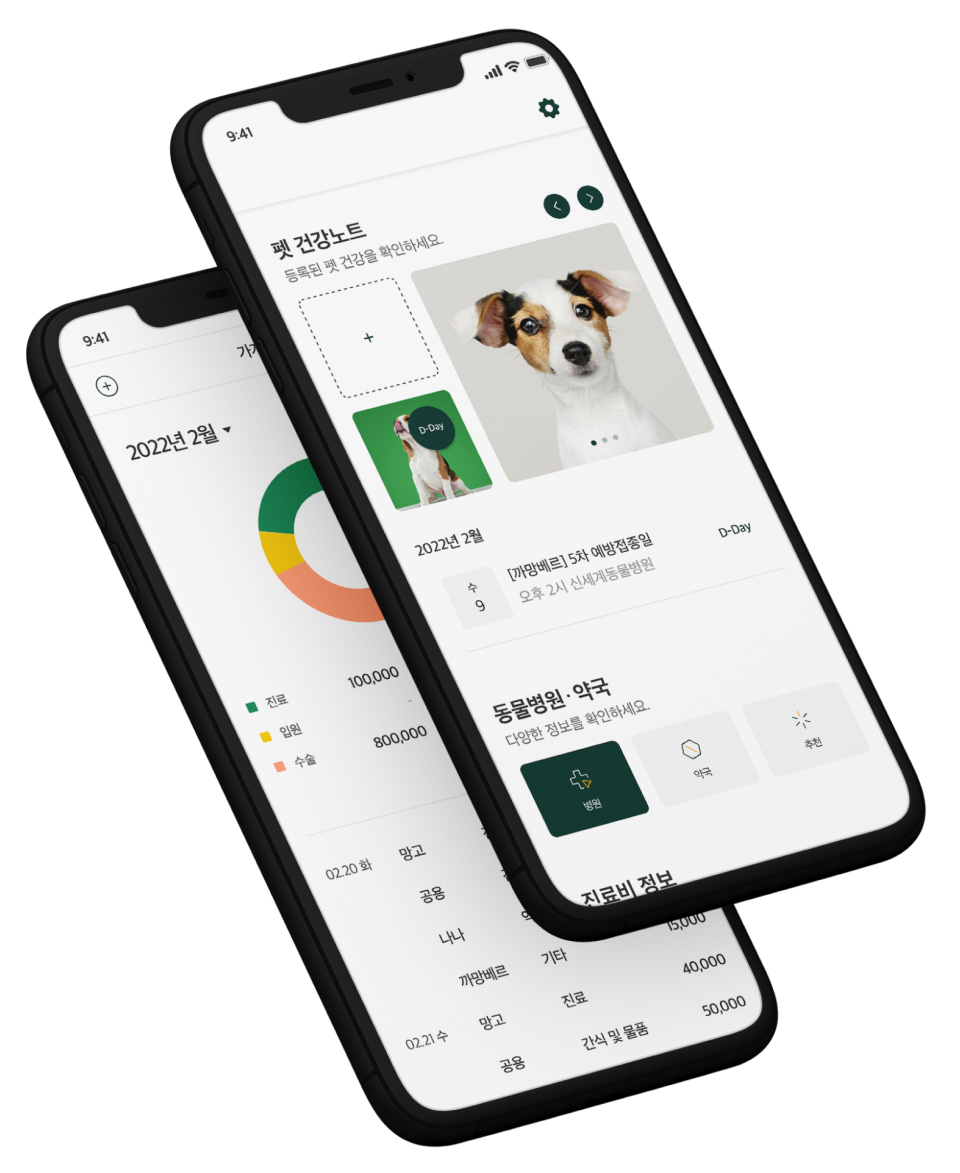 9:41
펫 건강노트
등록된 펫 건강을 확인하세요.
+
D-Day
2022년 2월
수
9
[까망베르] 5차 예방접종일
오후 2시 신세계동물병원
D-Day
동물병원·약국
다양한 정보를 확인하세요.
병원
약국
추천
진료비 정보
9:41
2022년 2월
진료 100,000
입원 -
수술 800,000
02.20 화 망고
공용
나나
까망베르 기타 15,000
02.21 수 망고 진료 40,000
공용 간식 및 물품 50,000